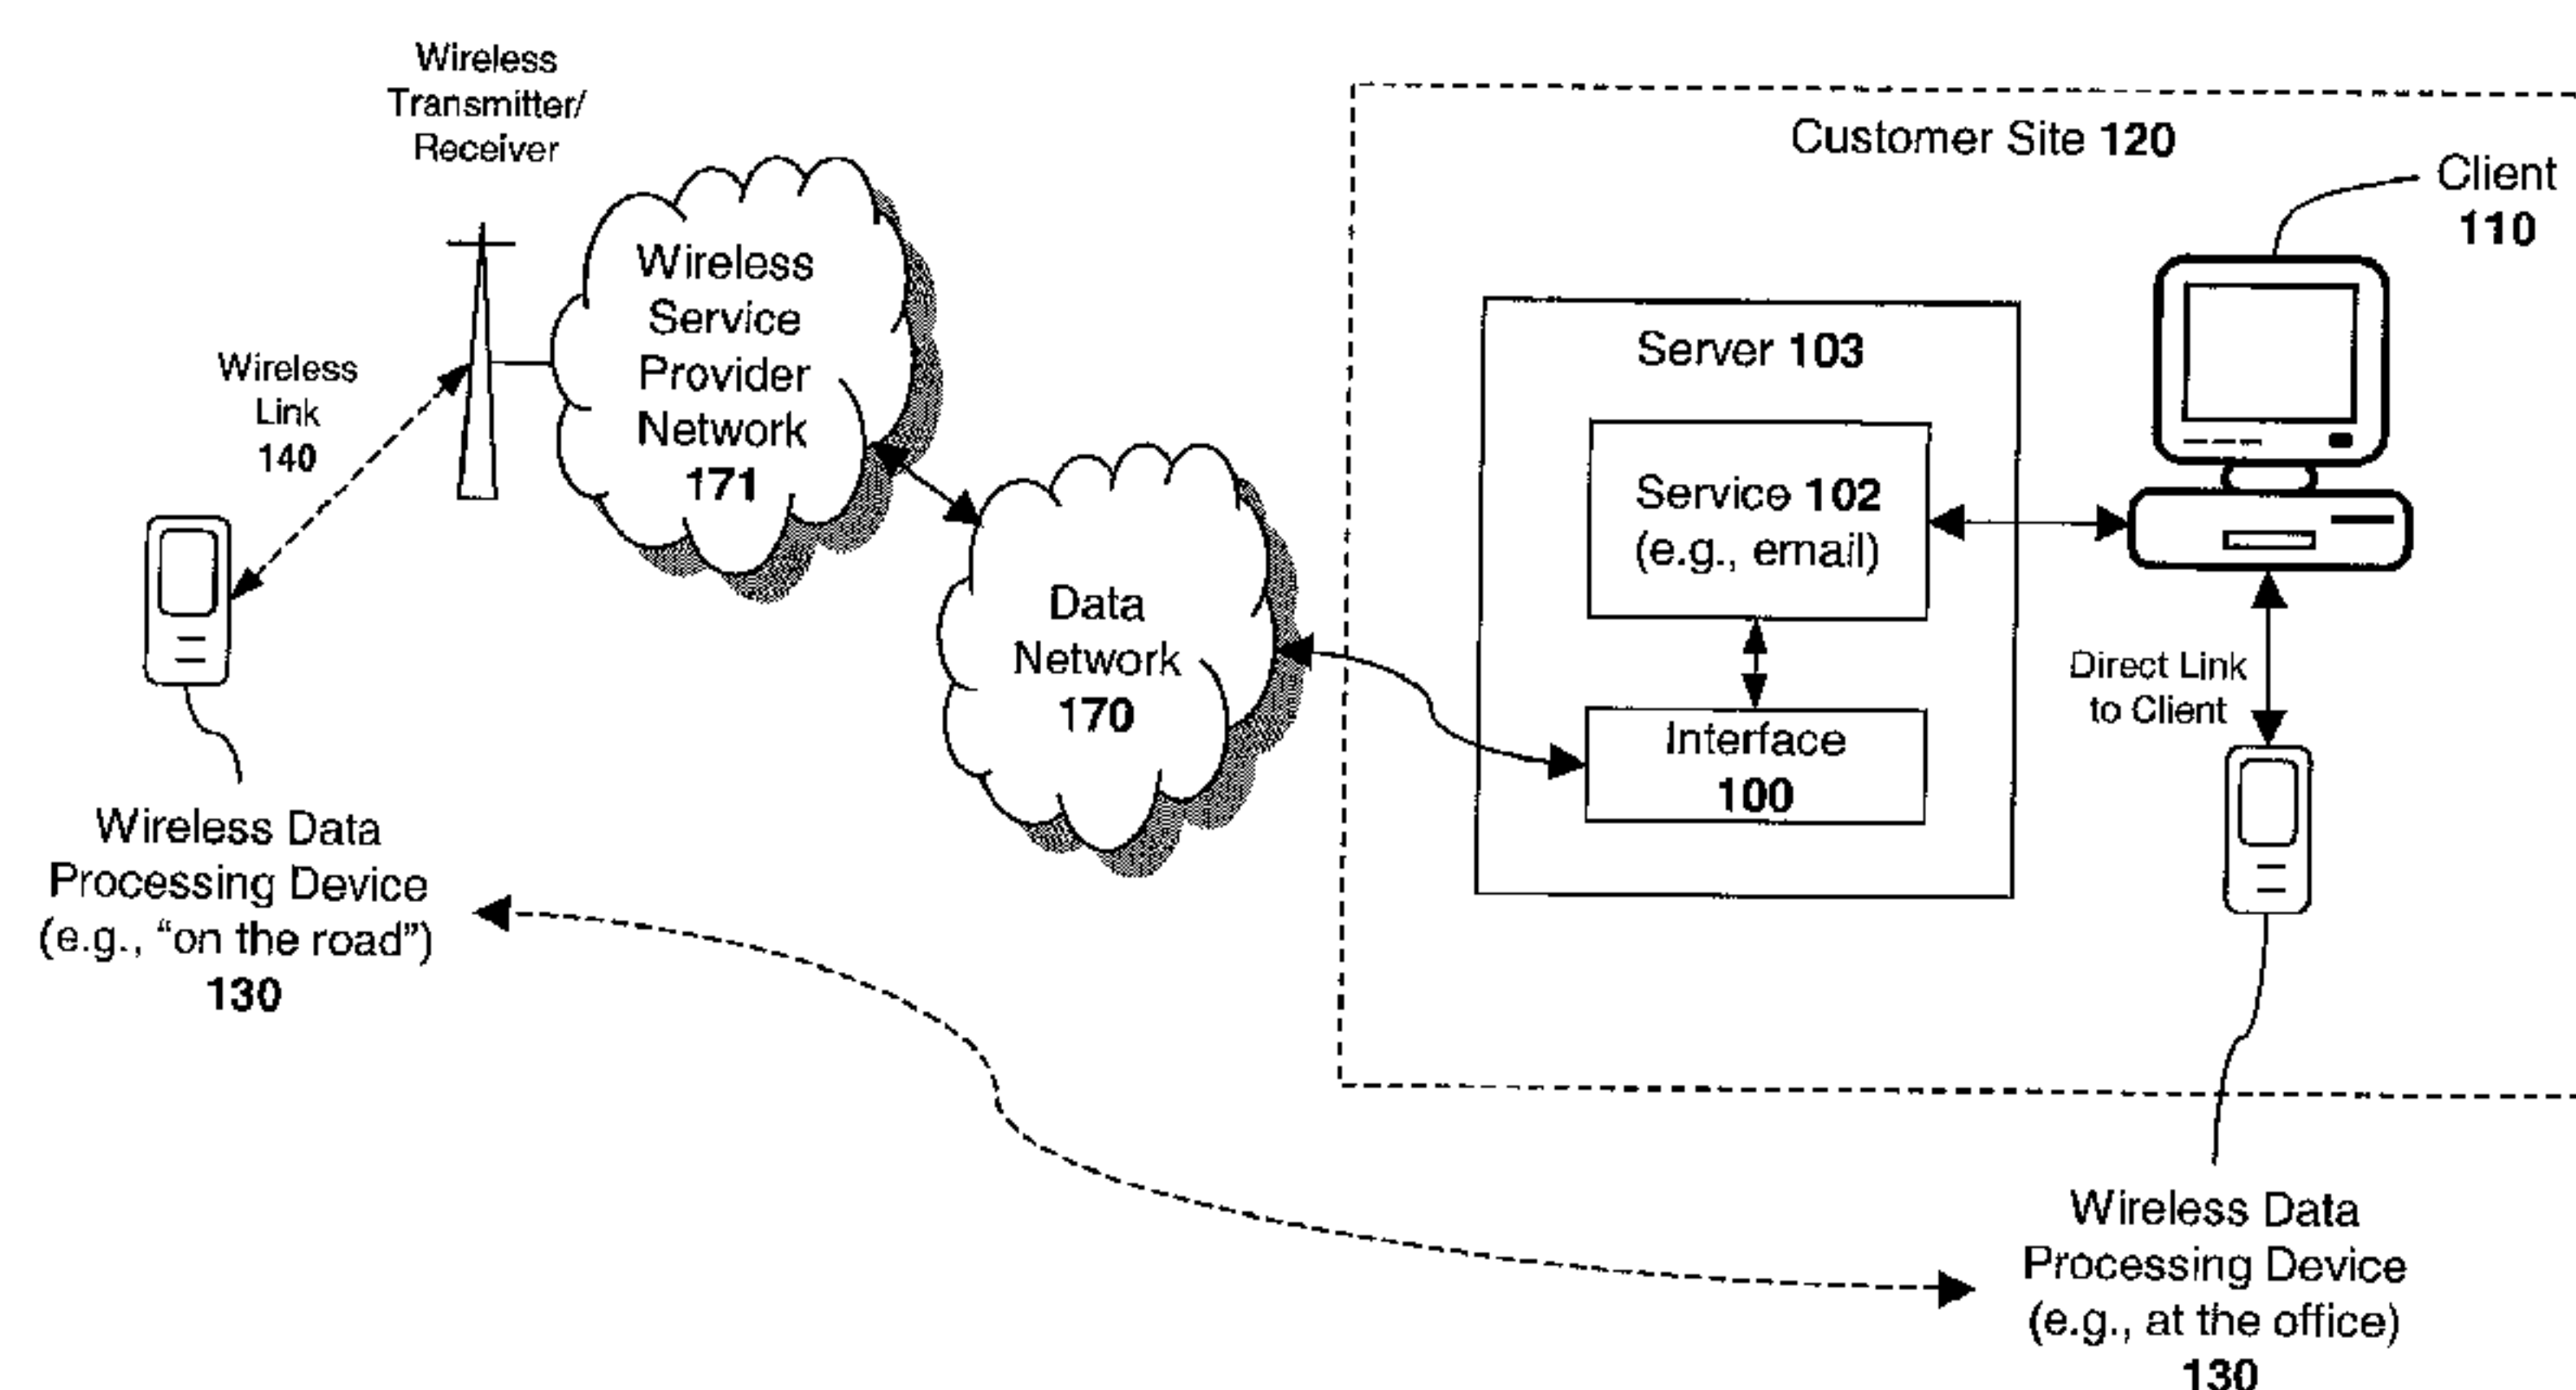 Wireless
Transmitter/
Receiver
Wireless
Service
Provider
Network
171
Wireless
Link
140
Data
Network
170
Wireless Data
Processing Device
(e.g., “on the road”)
130
Customer Site 120
Client
110
Server 103
Service 102
(e.g., email)
Interface
100
Direct Link
to Client
Wireless Data
Processing Device
(e.g., at the office)
130